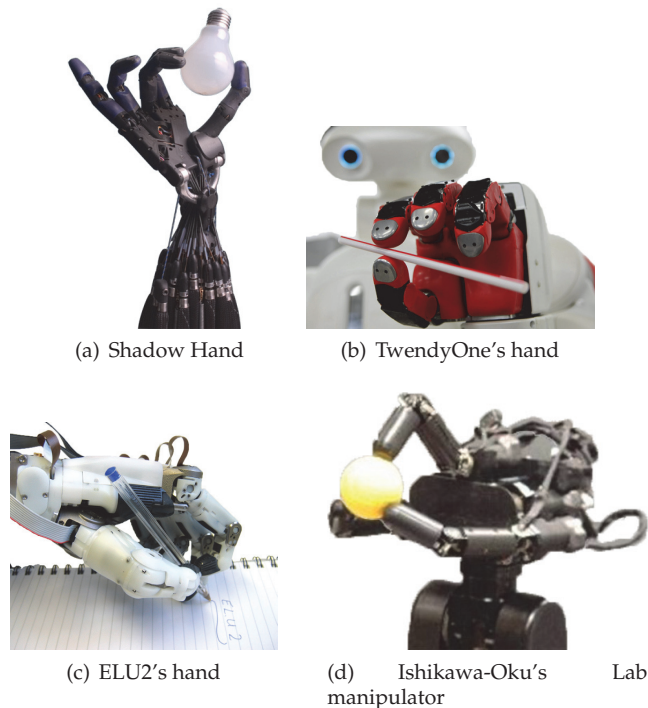 (a) Shadow Hand
(b) TwendyOne's hand
ELU2
(c) ELU2's hand
(d) Ishikawa-Oku's Lab
manipulator